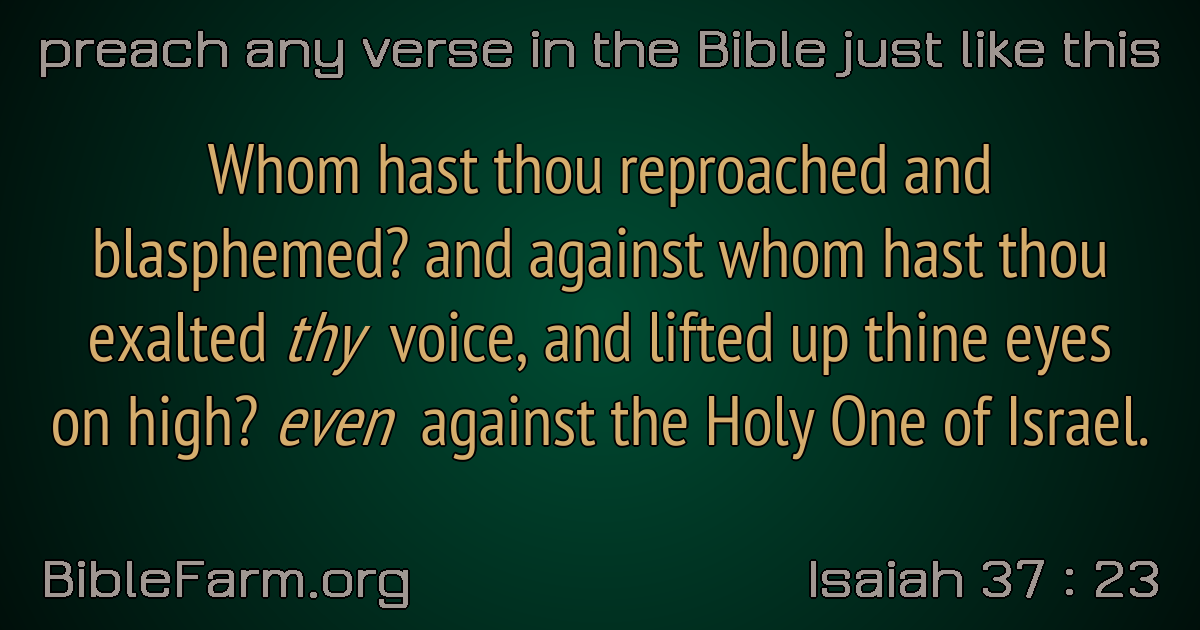 preach any verse in the Bible just like this
Whom hast thou reproached and
blasphemed? and against whom hast thou
exalted thy voice, and lifted up thine eyes
on high? even against the Holy One of Israel.
BibleFarm.org
Isaiah 37 : 23